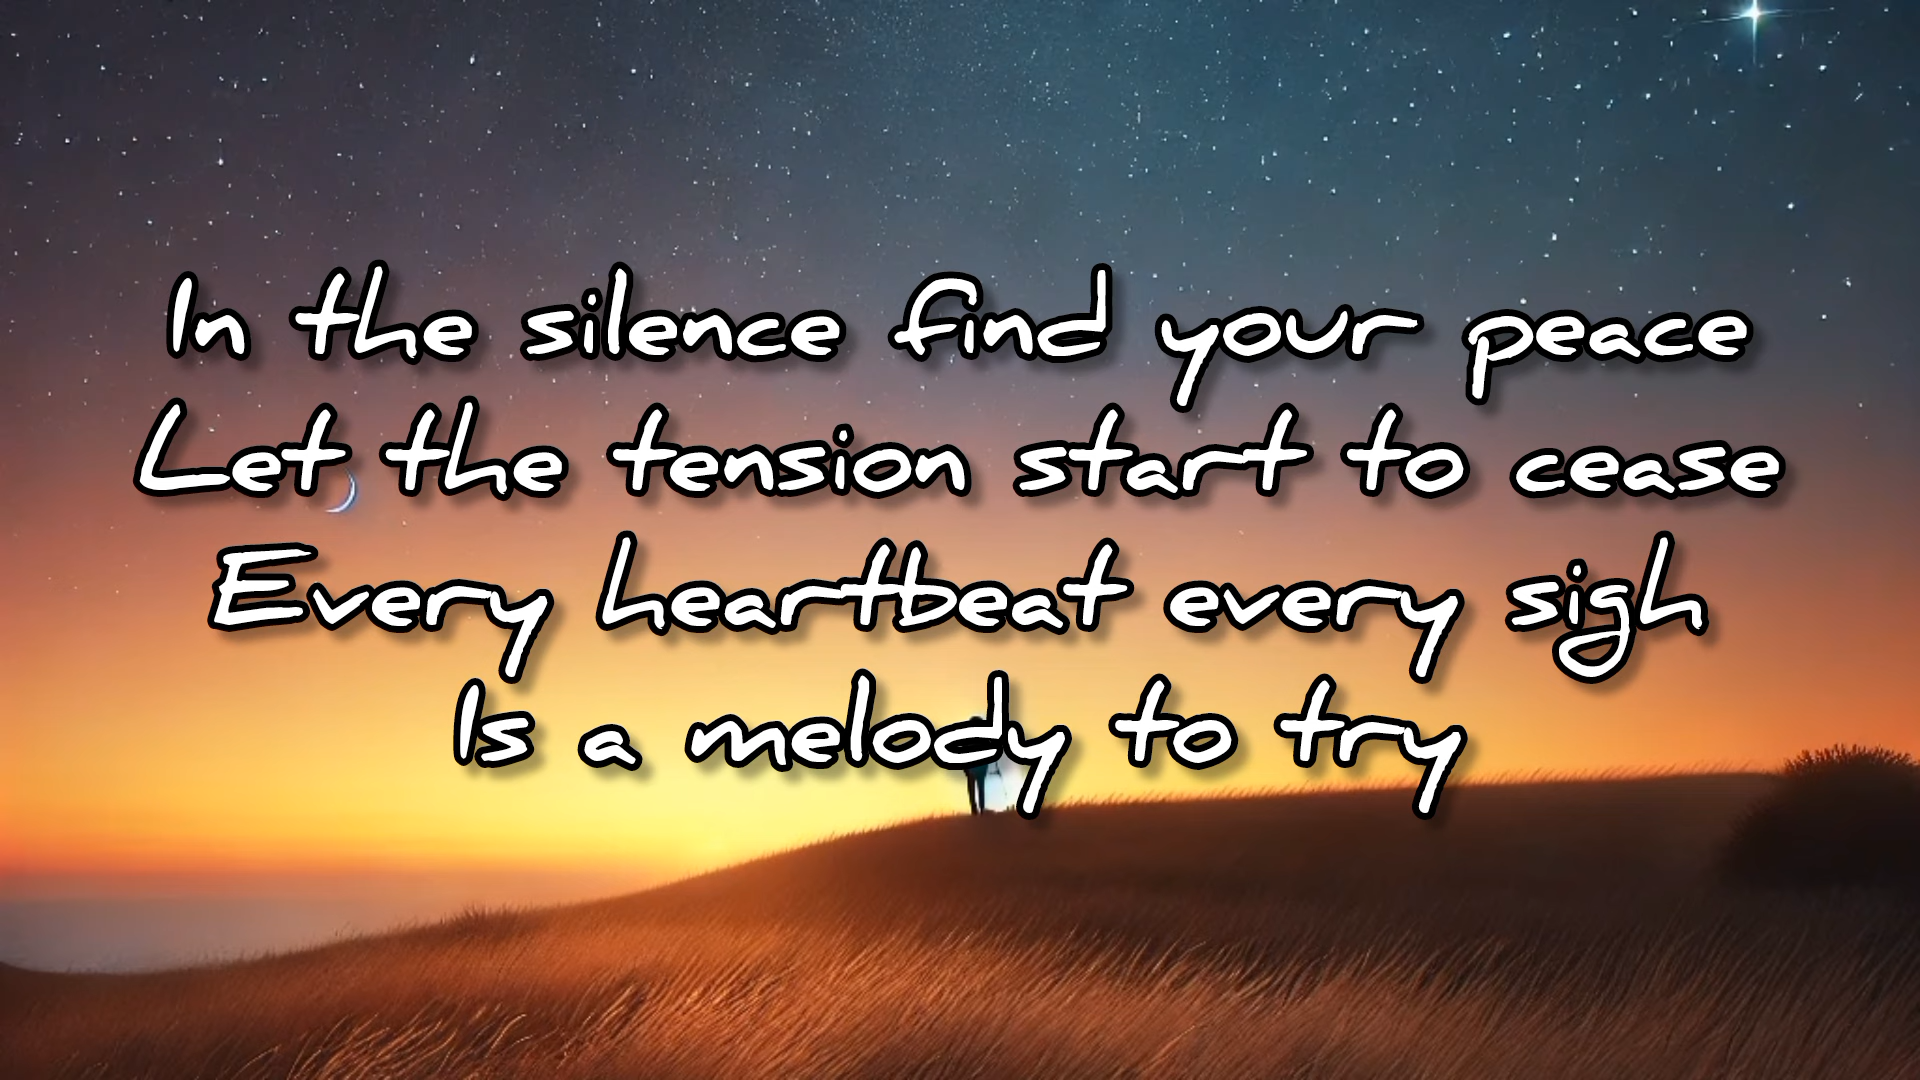 In the silence find your peace
Let the tension start to cease
Every heartbeat every sigh
Is a melody to try